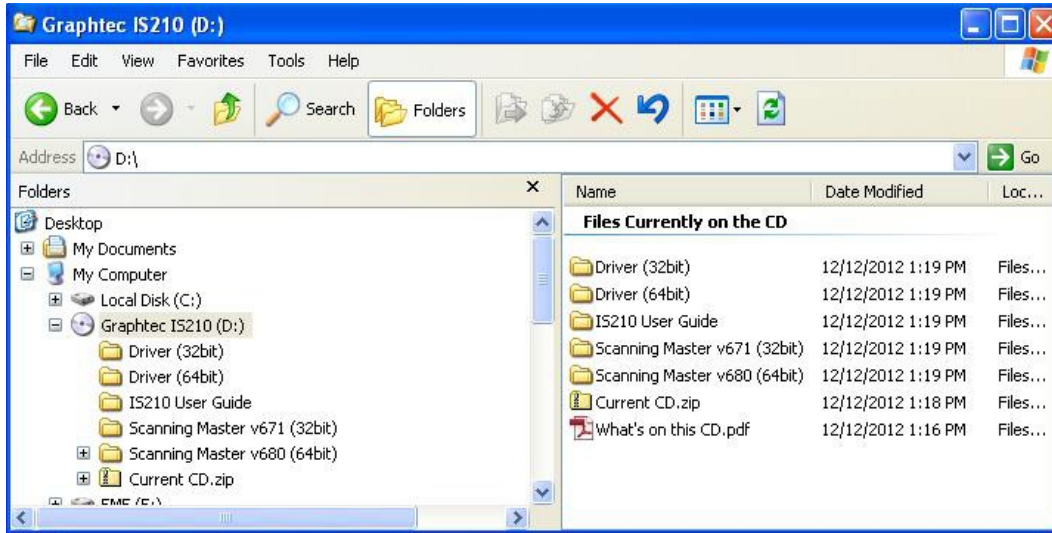 Graphtec IS210 (D:)
File Edit View Favorites Tools Help
Back Search Folders
Address D:\ Go
Folders
Desktop
My Documents
My Computer
Local Disk (C:)
Graphtec IS210 (D:)
Driver (32bit)
Driver (64bit)
IS210 User Guide
Scanning Master v671 (32bit)
Scanning Master v680 (64bit)
Current CD.zip
Name Date Modified Loc...
Files Currently on the CD
Driver (32bit) 12/12/2012 1:19 PM Files...
Driver (64bit) 12/12/2012 1:19 PM Files...
IS210 User Guide 12/12/2012 1:19 PM Files...
Scanning Master v671 (32bit) 12/12/2012 1:19 PM Files...
Scanning Master v680 (64bit) 12/12/2012 1:19 PM Files...
Current CD.zip 12/12/2012 1:18 PM Files...
What's on this CD.pdf 12/12/2012 1:16 PM Files...